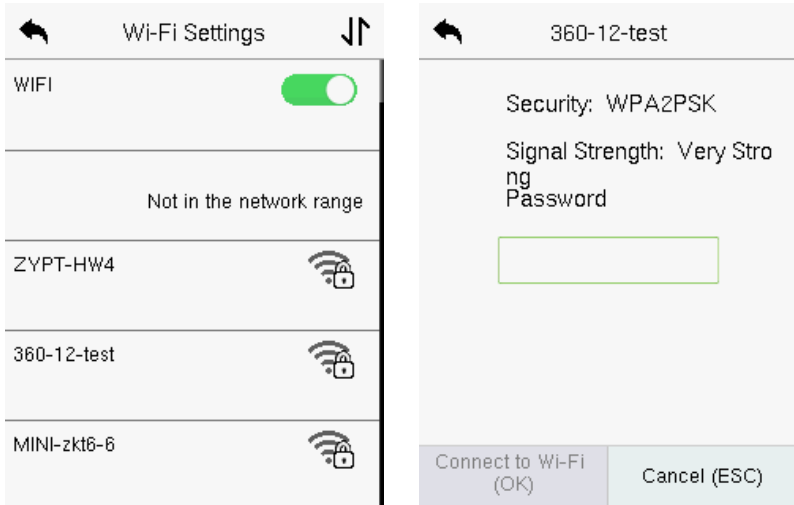 Wi-Fi Settings
WIFI
Not in the network range
ZYPT-HW4
360-12-test
MINI-zkt6-6
360-12-test
Security: WPA2PSK
Signal Strength: Very Stro
ng
Password
Connect to Wi-Fi
(OK)
Cancel (ESC)